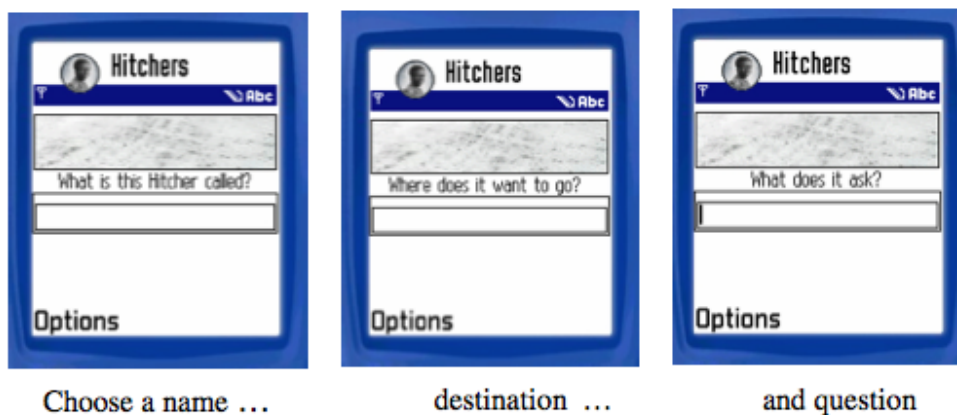 Hitchers
Abc
What is this Hitcher called?
Options
Choose a name ...
Hitchers
Abc
Where does it want to go?
Options
destination ...
Hitchers
Abc
What does it ask?
Options
and question